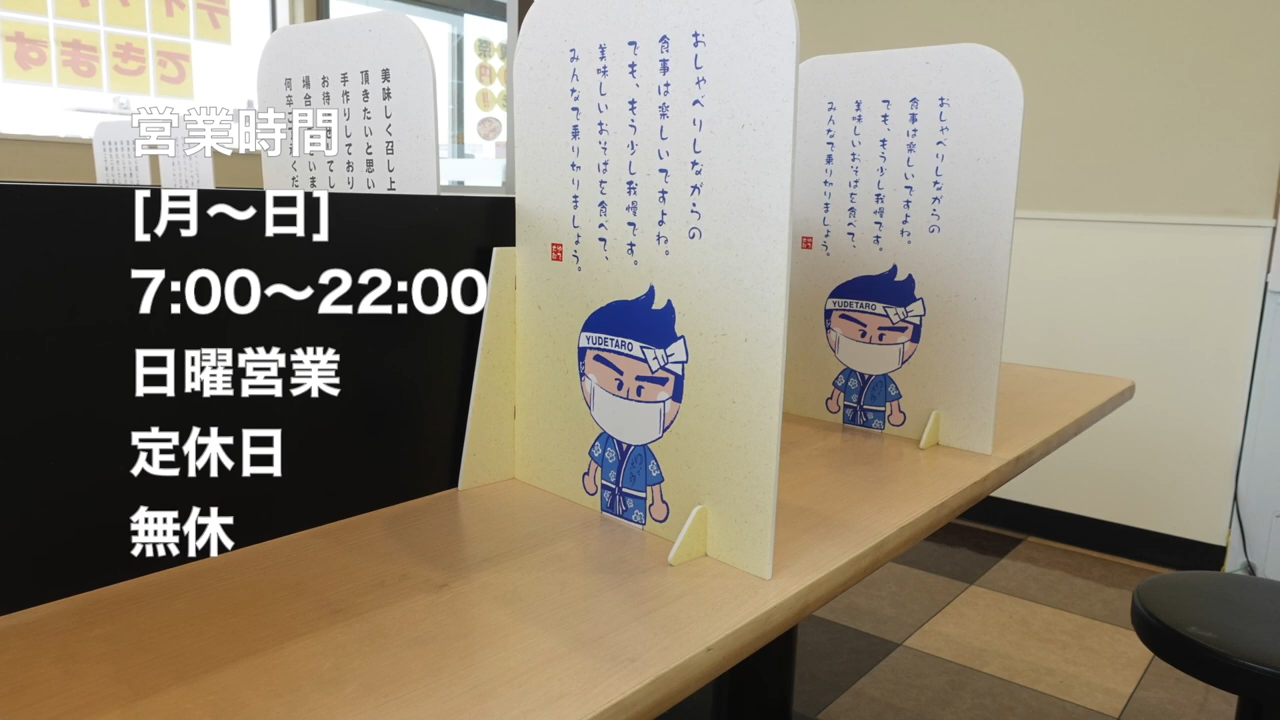 営業時間
[月〜日]
7:00〜22:00
日曜営業
定休日
無休
ティ
できます
美味しく召し上
頂きたいと思い
手作りしており
おしゃべりしながらの
食事は楽しいですよね。
でも、もう少し我慢です。
美味しいおそばを食べて、
みんなで乗り切りましょう。
YUDETARO
おしゃべりしながらの
食事は楽しいですよね。
でも、もう少し我慢です。
美味しいおそばを食べて、
みんなで乗り切りましょう。
YUDETARO